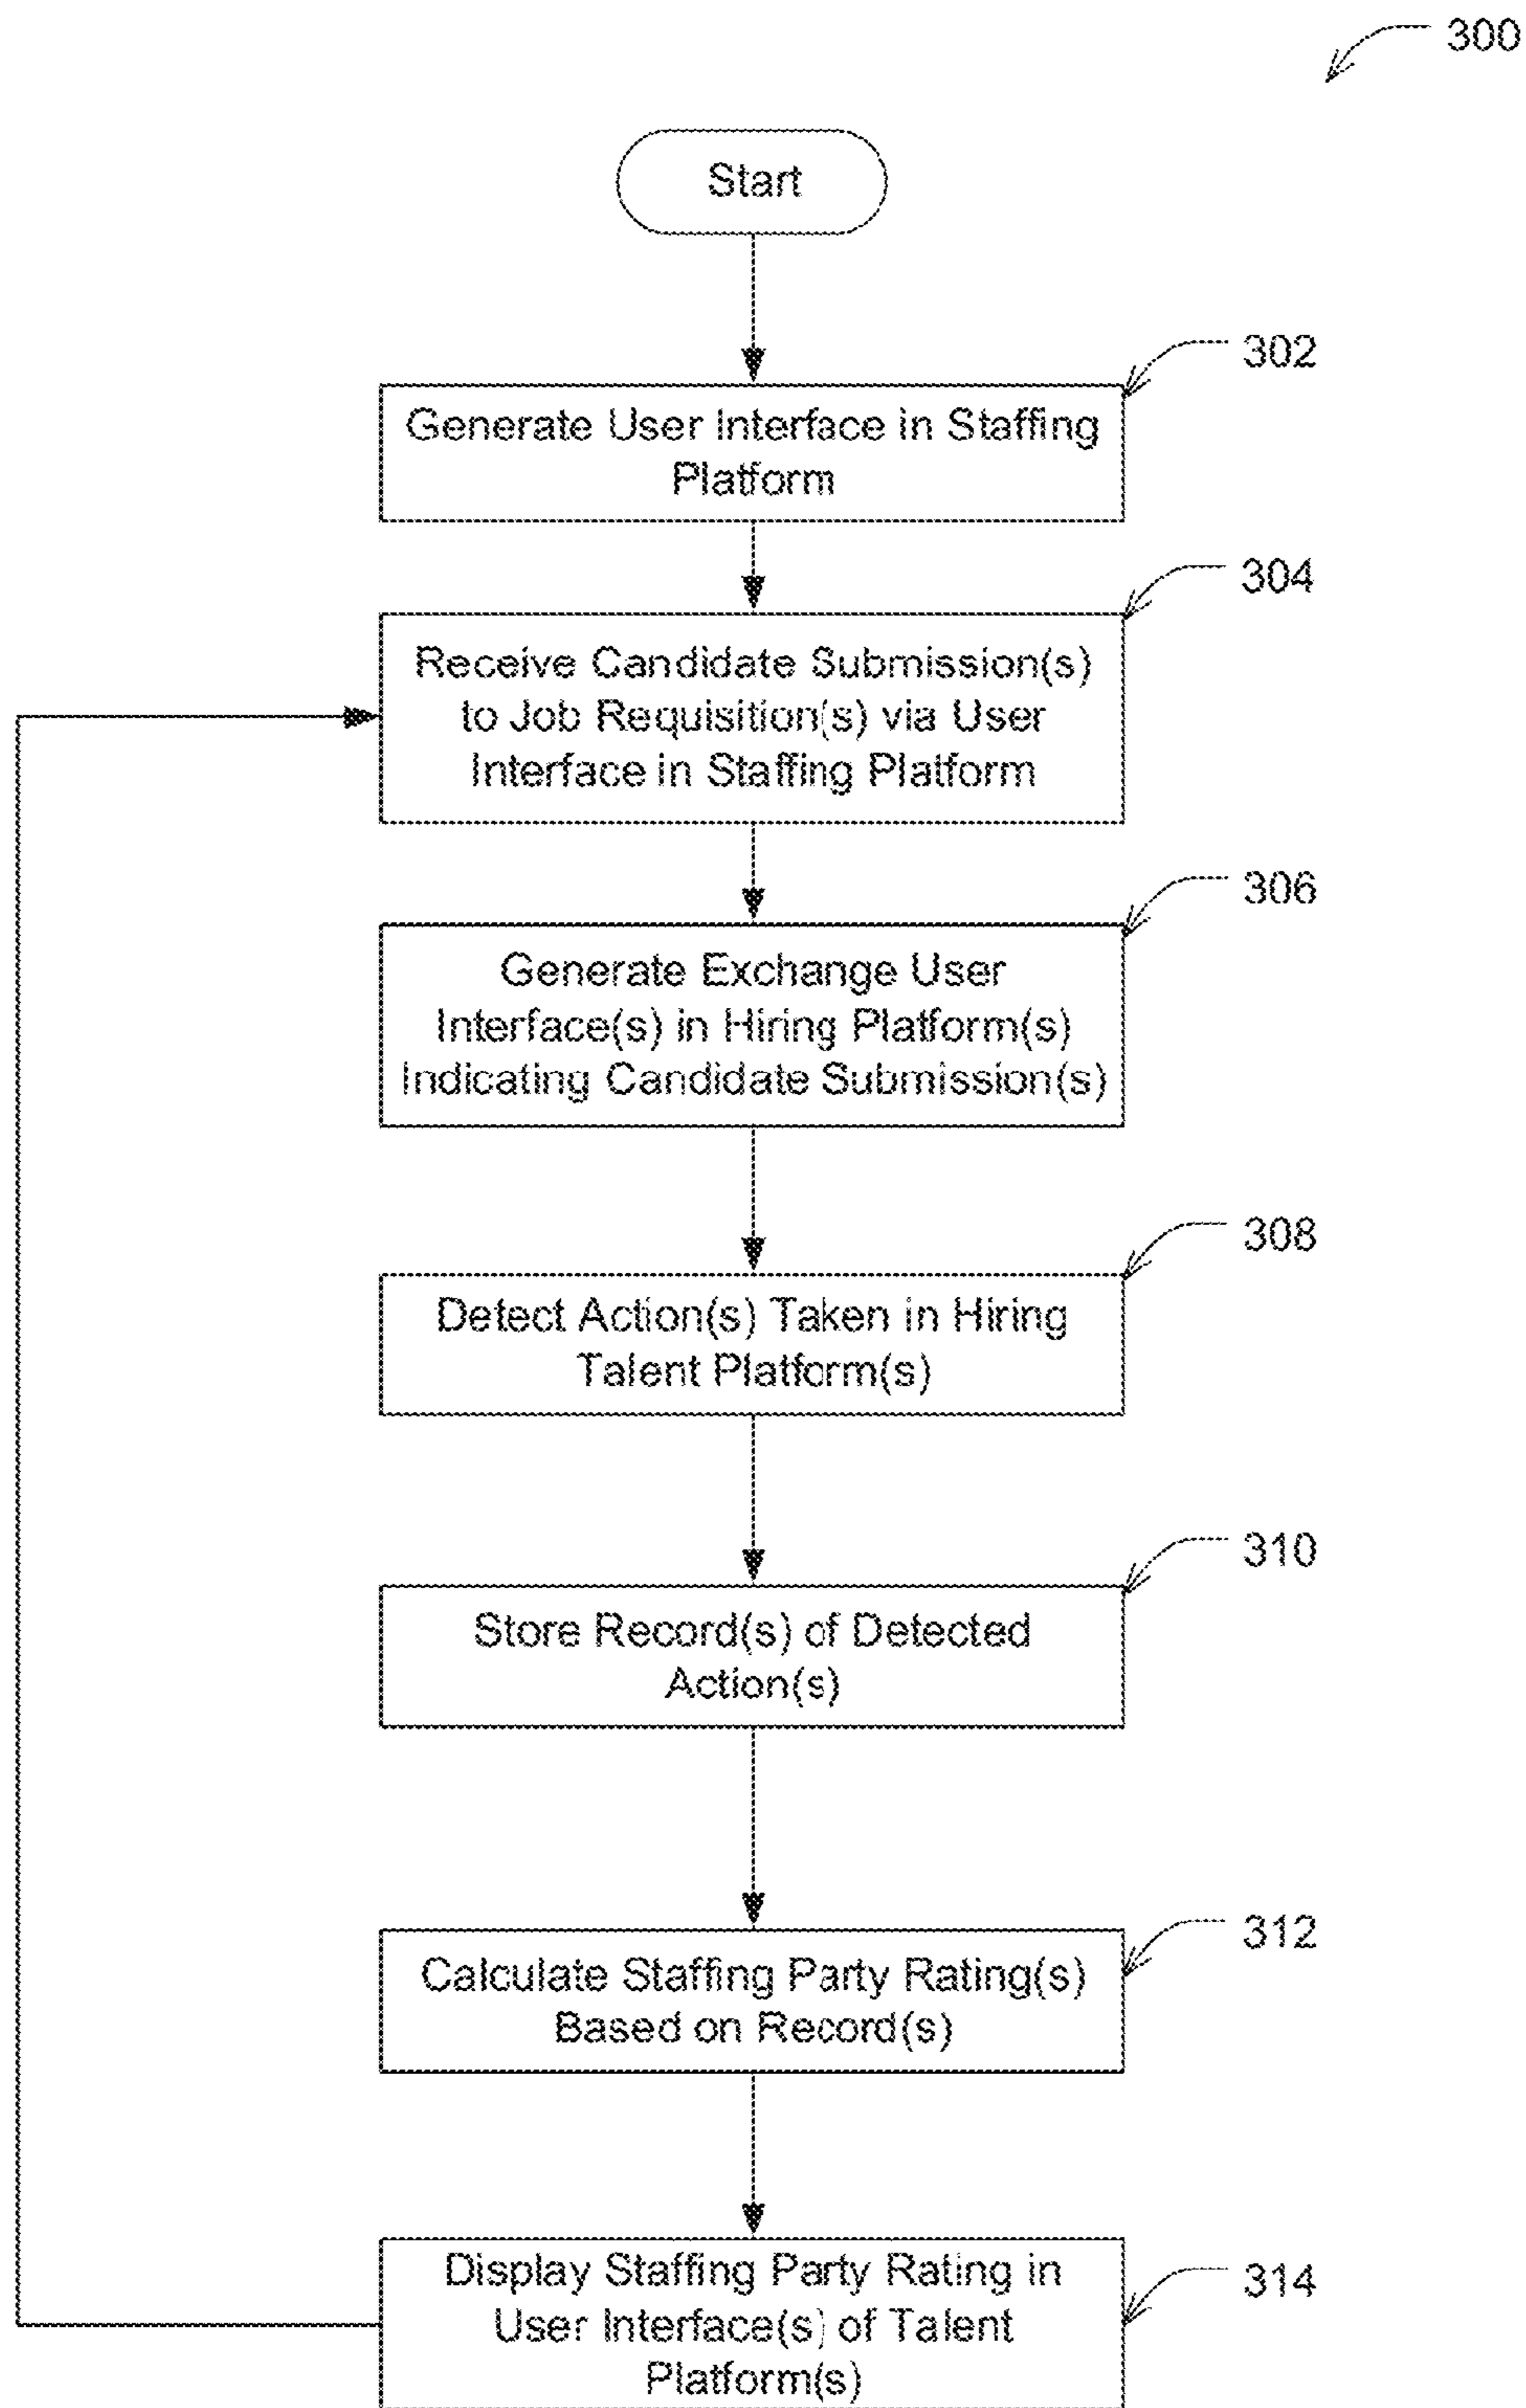 300
Start
302
Generate User Interface in Staffing
Platform
304
Receive Candidate Submission(s)
to Job Requisition(s) via User
Interface in Staffing Platform
306
Generate Exchange User
Interface(s) in Hiring Platform(s)
Indicating Candidate Submission(s)
308
Detect Action(s) Taken in Hiring
Talent Platform(s)
310
Store Record(s) of Detected
Action(s)
312
Calculate Staffing Party Rating(s)
Based on Record(s)
314
Display Staffing Party Rating in
User Interface(s) of Talent
Platform(s)